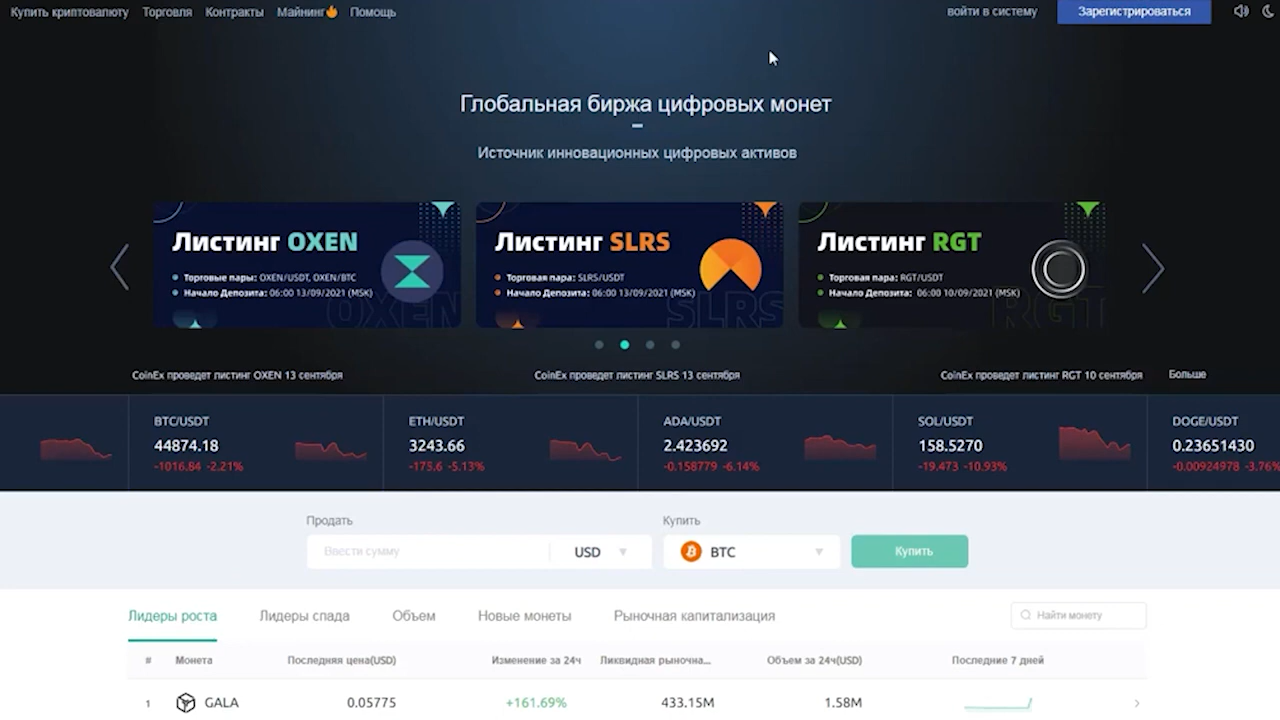 Купить криптовалюту Торговля Контракты Майнинг Помощь войти в систему Зарегистрироваться
Глобальная биржа цифровых монет
Источник инновационных цифровых активов
Листинг OXEN
Торговые пары: OXEN/USDT, OXEN/BTC
Начало Депозита: 06:00 13/09/2021 (MSK)
OXEN
Листинг SLRS
Торговая пара: SLRS/USDT
Начало Депозита: 06:00 13/09/2021 (MSK)
SLRS
Листинг RGT
Торговая пара: RGT/USDT
Начало Депозита: 06:00 10/09/2021 (MSK)
RGT
CoinEx проведет листинг OXEN 13 сентября CoinEx проведет листинг SLRS 13 сентября CoinEx проведет листинг RGT 10 сентября Больше
BTC/USDT ETH/USDT ADA/USDT SOL/USDT DOGE/USDT
44874.18 3243.66 2.423692 158.5270 0.23651430
-1016.84 -2.21% -175.6 -5.13% -0.158779 -6.14% -19.473 -10.93% -0.00924978 -3.76%
Продать Купить
Ввести сумму USD BTC Купить
Лидеры роста Лидеры спада Объем Новые монеты Рыночная капитализация Найти монету
# Монета Последняя цена(USD) Изменение за 24ч Ликвидная рыночна... Объем за 24ч(USD) Последние 7 дней
1 GALA 0.05775 +161.69% 433.15M 1.58M